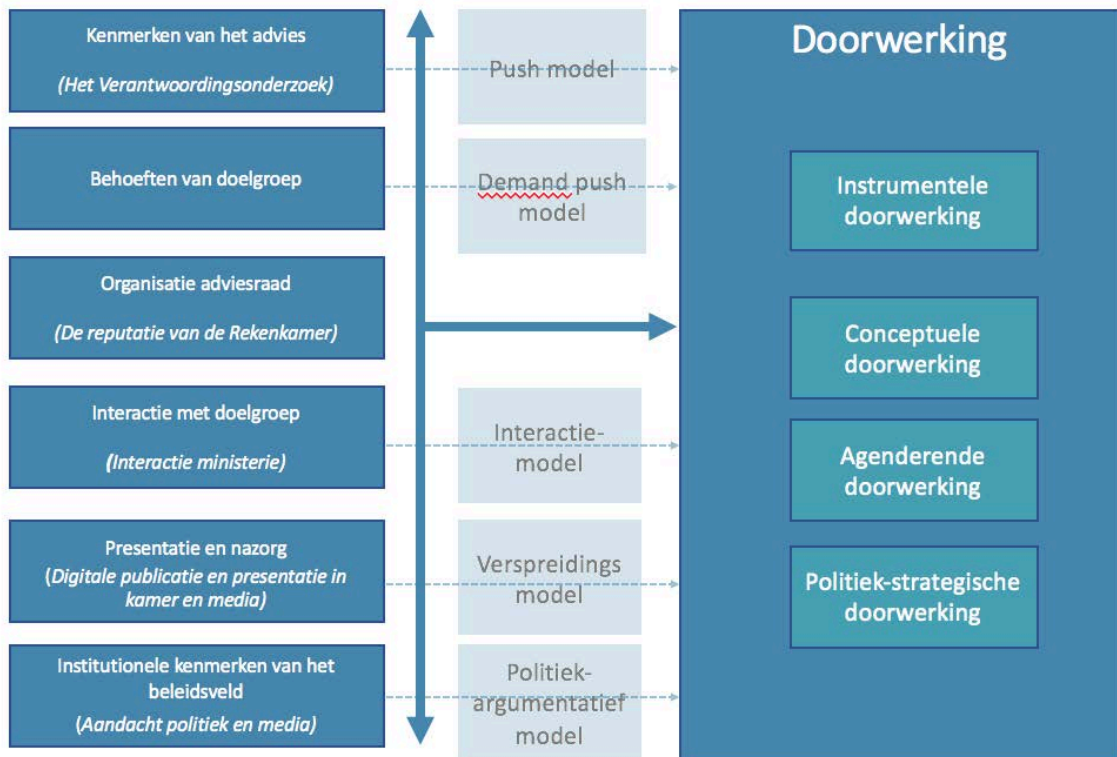 Kenmerken van het advies
(Het Verantwoordingsonderzoek)
Behoeften van doelgroep
Organisatie adviesraad
(De reputatie van de Rekenkamer)
Interactie met doelgroep
(Interactie ministerie)
Presentatie en nazorg
(Digitale publicatie en presentatie in
kamer en media)
Institutionele kenmerken van het
beleidsveld
(Aandacht politiek en media)
Push model
Demand push
model
Interactie-
model
Verspreidings
model
Politiek-
argumentatief
model
Doorwerking
Instrumentele
doorwerking
Conceptuele
doorwerking
Agenderende
doorwerking
Politiek-strategische
doorwerking